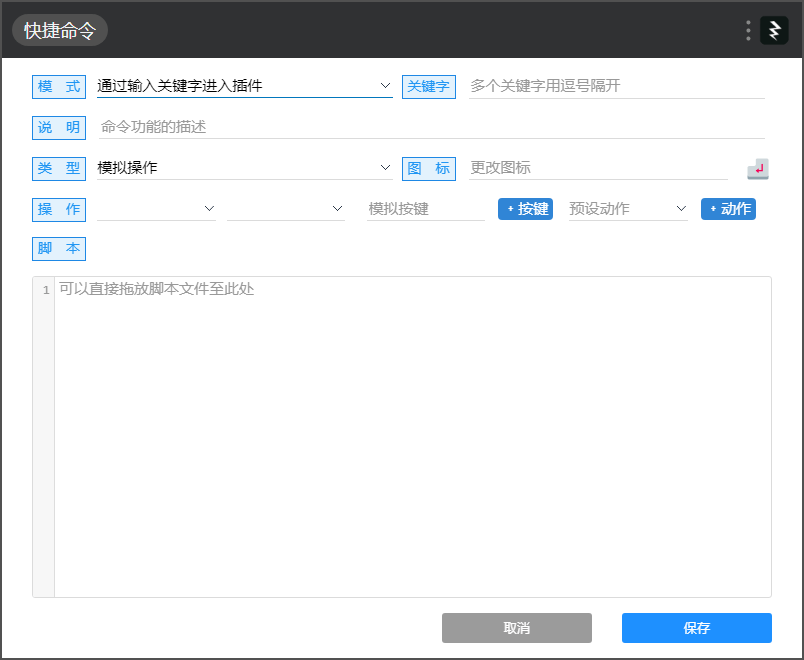 快捷命令
模 式 通过输入关键字进入插件 关键字 多个关键字用逗号隔开
说 明 命令功能的描述
类 型 模拟操作 图 标 更改图标
操 作 模拟按键 + 按键 预设动作 + 动作
脚 本
1 可以直接拖放脚本文件至此处
取消 保存